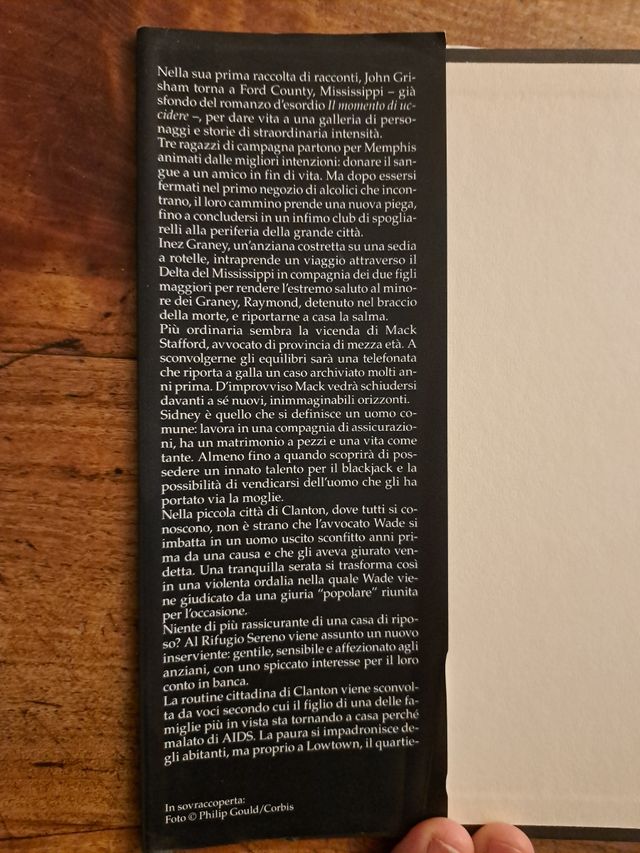 Nella sua prima raccolta di racconti, John Gri-
sham torna a Ford County, Mississippi – già
sfondo del romanzo d'esordio Il momento di uc-
cidere –, per dare vita a una galleria di perso-
naggi e storie di straordinaria intensità.
Tre ragazzi di campagna partono per Memphis
animati dalle migliori intenzioni: donare il san-
gue a un amico in fin di vita. Ma dopo essersi
fermati nel primo negozio di alcolici che incon-
trano, il loro cammino prende una nuova piega,
fino a concludersi in un infimo club di spoglia-
relli alla periferia della grande città.
Inez Graney, un'anziana costretta su una sedia
a rotelle, intraprende un viaggio attraverso il
Delta del Mississippi in compagnia dei due figli
maggiori per rendere l'estremo saluto al mino-
re dei Graney, Raymond, detenuto nel braccio
della morte, e riportarne a casa la salma.
Più ordinaria sembra la vicenda di Mack
Stafford, avvocato di provincia di mezza età. A
sconvolgerne gli equilibri sarà una telefonata
che riporta a galla un caso archiviato molti an-
ni prima. D'improvviso Mack vedrà schiudersi
davanti a sé nuovi, inimmaginabili orizzonti.
Sidney è quello che si definisce un uomo co-
mune: lavora in una compagnia di assicurazio-
ni, ha un matrimonio a pezzi e una vita come
tante. Almeno fino a quando scoprirà di pos-
sedere un innato talento per il blackjack e la
possibilità di vendicarsi dell'uomo che gli ha
portato via la moglie.
Nella piccola città di Clanton, dove tutti si co-
noscono, non è strano che l'avvocato Wade si
imbatta in un uomo uscito sconfitto anni pri-
ma da una causa e che gli aveva giurato ven-
detta. Una tranquilla serata si trasforma così
in una violenta ordalia nella quale Wade vie-
ne giudicato da una giuria "popolare" riunita
per l'occasione.
Niente di più rassicurante di una casa di ripo-
so? Al Rifugio Sereno viene assunto un nuovo
inserviente: gentile, sensibile e affezionato agli
anziani, con uno spiccato interesse per il loro
conto in banca.
La routine cittadina di Clanton viene sconvol-
ta da voci secondo cui il figlio di una delle fa-
miglie più in vista sta tornando a casa perché
malato di AIDS. La paura si impadronisce de-
gli abitanti, ma proprio a Lowtown, il quartie-
In sovraccoperta:
Foto © Philip Gould/Corbis